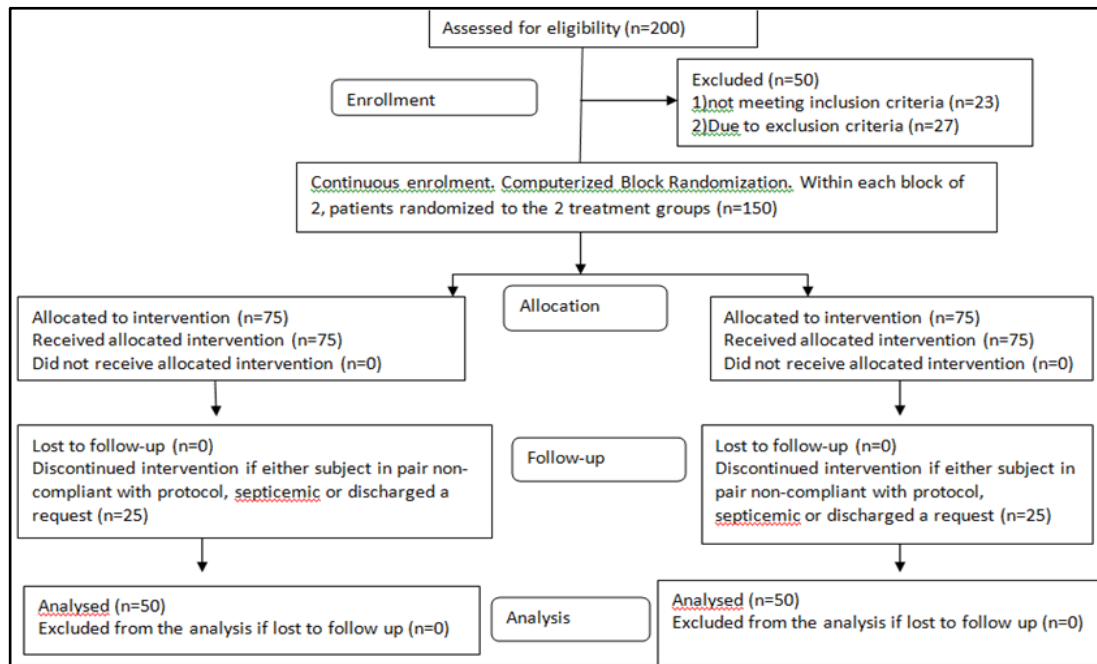 Assessed for eligibility (n=200)
Enrollment
Excluded (n=50)
1)not meeting inclusion criteria (n=23)
2)Due to exclusion criteria (n=27)
Continuous enrolment. Computerized Block Randomization. Within each block of
2, patients randomized to the 2 treatment groups (n=150)
Allocation
Allocated to intervention (n=75)
Received allocated intervention (n=75)
Did not receive allocated intervention (n=0)
Allocated to intervention (n=75)
Received allocated intervention (n=75)
Did not receive allocated intervention (n=0)
Lost to follow-up (n=0)
Discontinued intervention if either subject in pair non-
compliant with protocol, septicemic or discharged a
request (n=25)
Follow-up
Lost to follow-up (n=0)
Discontinued intervention if either subject in
pair non-compliant with protocol,
septicemic or discharged a request (n=25)
Analysed (n=50)
Excluded from the analysis if lost to follow up (n=0)
Analysis
Analysed (n=50)
Excluded from the analysis if lost to follow up (n=0)